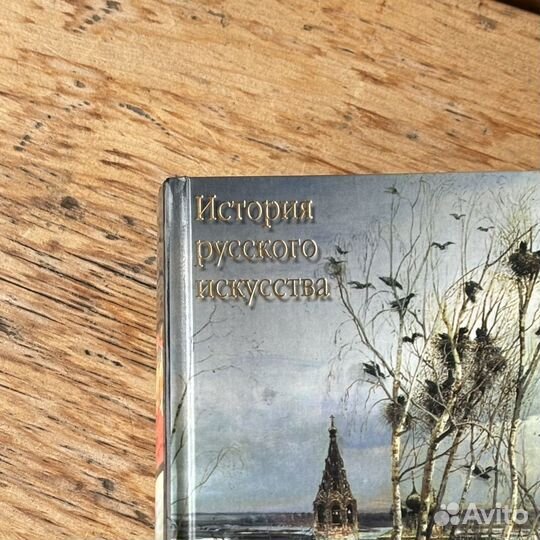 История
русского
искусства
Avito